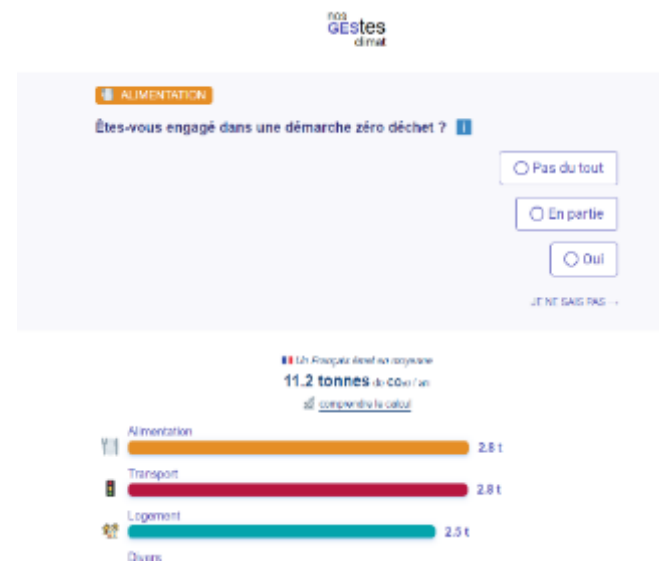 nos
GEStes
climat
ALIMENTATION
Êtes-vous engagé dans une démarche zéro déchet ? i
Pas du tout
En partie
Oui
JE NE SAIS PAS →
Un Français émet en moyenne
11.2 tonnes de CO₂e / an
comprendre le calcul
Alimentation
2.8 t
Transport
2.8 t
Logement
2.5 t
Divers